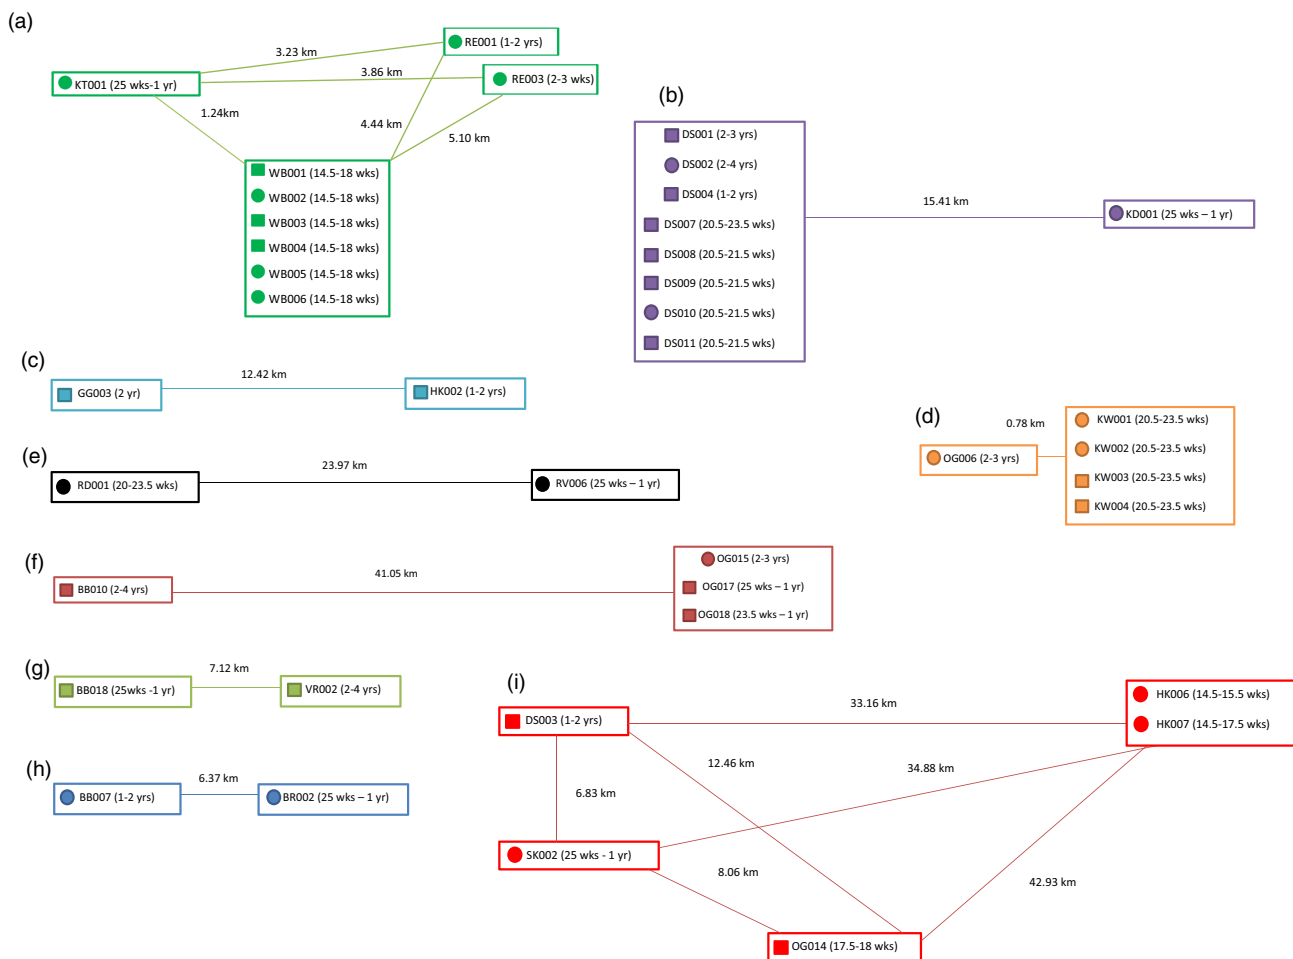 (a)
RE001 (1-2 yrs)
3.23 km
3.86 km
RE003 (2-3 wks)
KT001 (25 wks-1 yr)
1.24km
4.44 km
5.10 km
WB001 (14.5-18 wks)
WB002 (14.5-18 wks)
WB003 (14.5-18 wks)
WB004 (14.5-18 wks)
WB005 (14.5-18 wks)
WB006 (14.5-18 wks)
(b)
DS001 (2-3 yrs)
DS002 (2-4 yrs)
DS004 (1-2 yrs)
DS007 (20.5-23.5 wks)
DS008 (20.5-21.5 wks)
DS009 (20.5-21.5 wks)
DS010 (20.5-21.5 wks)
DS011 (20.5-21.5 wks)
15.41 km
KD001 (25 wks – 1 yr)
(c)
12.42 km
GG003 (2 yr)
HK002 (1-2 yrs)
(d)
0.78 km
OG006 (2-3 yrs)
KW001 (20.5-23.5 wks)
KW002 (20.5-23.5 wks)
KW003 (20.5-23.5 wks)
KW004 (20.5-23.5 wks)
(e)
23.97 km
RD001 (20-23.5 wks)
RV006 (25 wks – 1 yr)
(f)
41.05 km
BB010 (2-4 yrs)
OG015 (2-3 yrs)
OG017 (25 wks – 1 yr)
OG018 (23.5 wks – 1 yr)
(g)
7.12 km
BB018 (25wks -1 yr)
VR002 (2-4 yrs)
(h)
6.37 km
BB007 (1-2 yrs)
BR002 (25 wks – 1 yr)
(i)
DS003 (1-2 yrs)
33.16 km
HK006 (14.5-15.5 wks)
HK007 (14.5-17.5 wks)
12.46 km
34.88 km
6.83 km
SK002 (25 wks - 1 yr)
8.06 km
42.93 km
OG014 (17.5-18 wks)